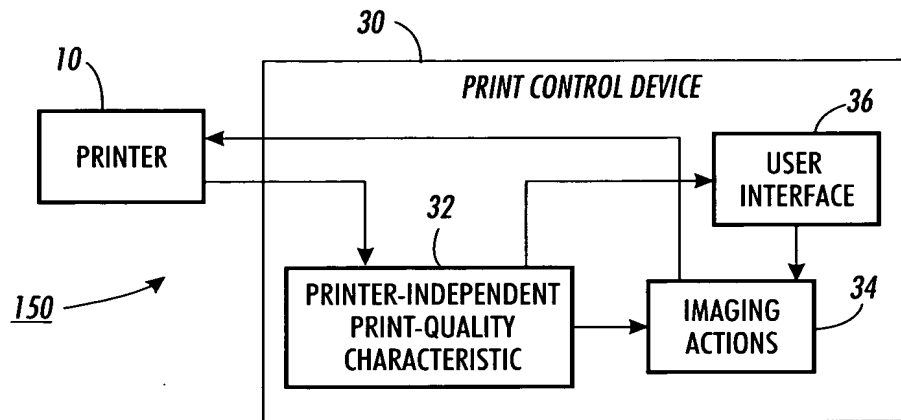 30
10
PRINT CONTROL DEVICE
36
PRINTER
USER
INTERFACE
32
PRINTER-INDEPENDENT
PRINT-QUALITY
CHARACTERISTIC
IMAGING
ACTIONS
34
150